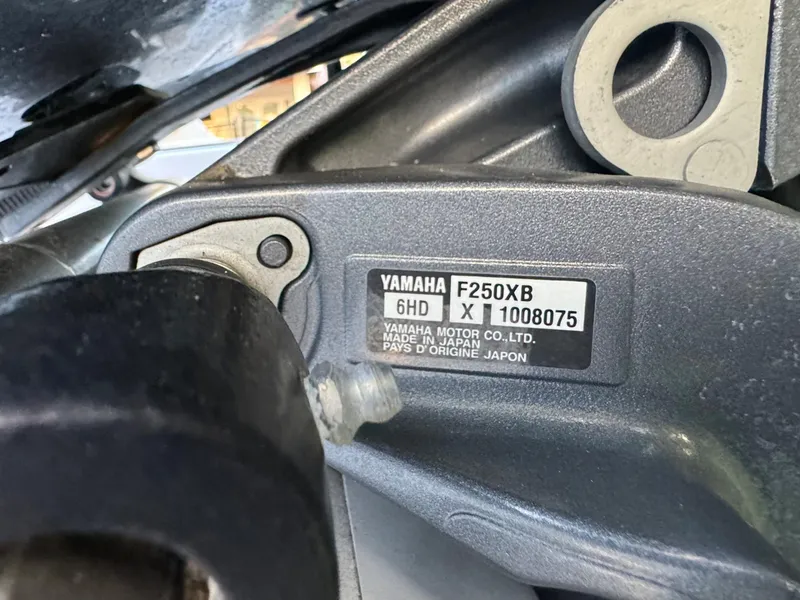 YAMAHA F250XB
6HD X 1008075
YAMAHA MOTOR CO.,LTD.
MADE IN JAPAN
PAYS D'ORIGINE JAPON